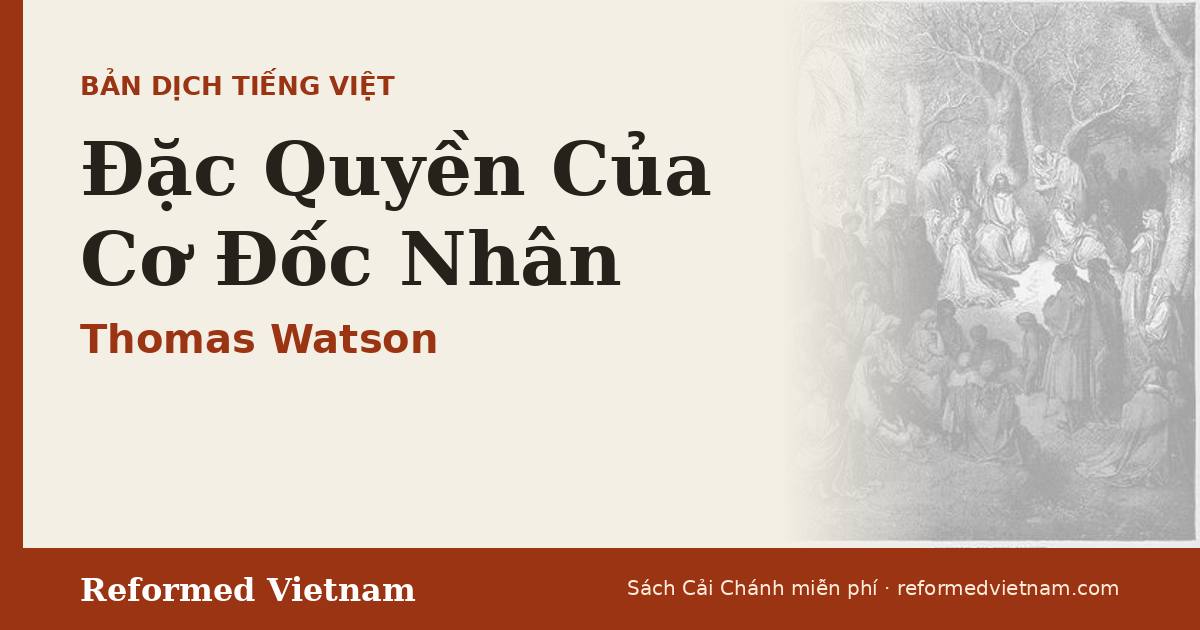 BẢN DỊCH TIẾNG VIỆT
Đặc Quyền Của
Cơ Đốc Nhân
Thomas Watson
Reformed Vietnam
Sách Cải Chánh miễn phí · reformedvietnam.com